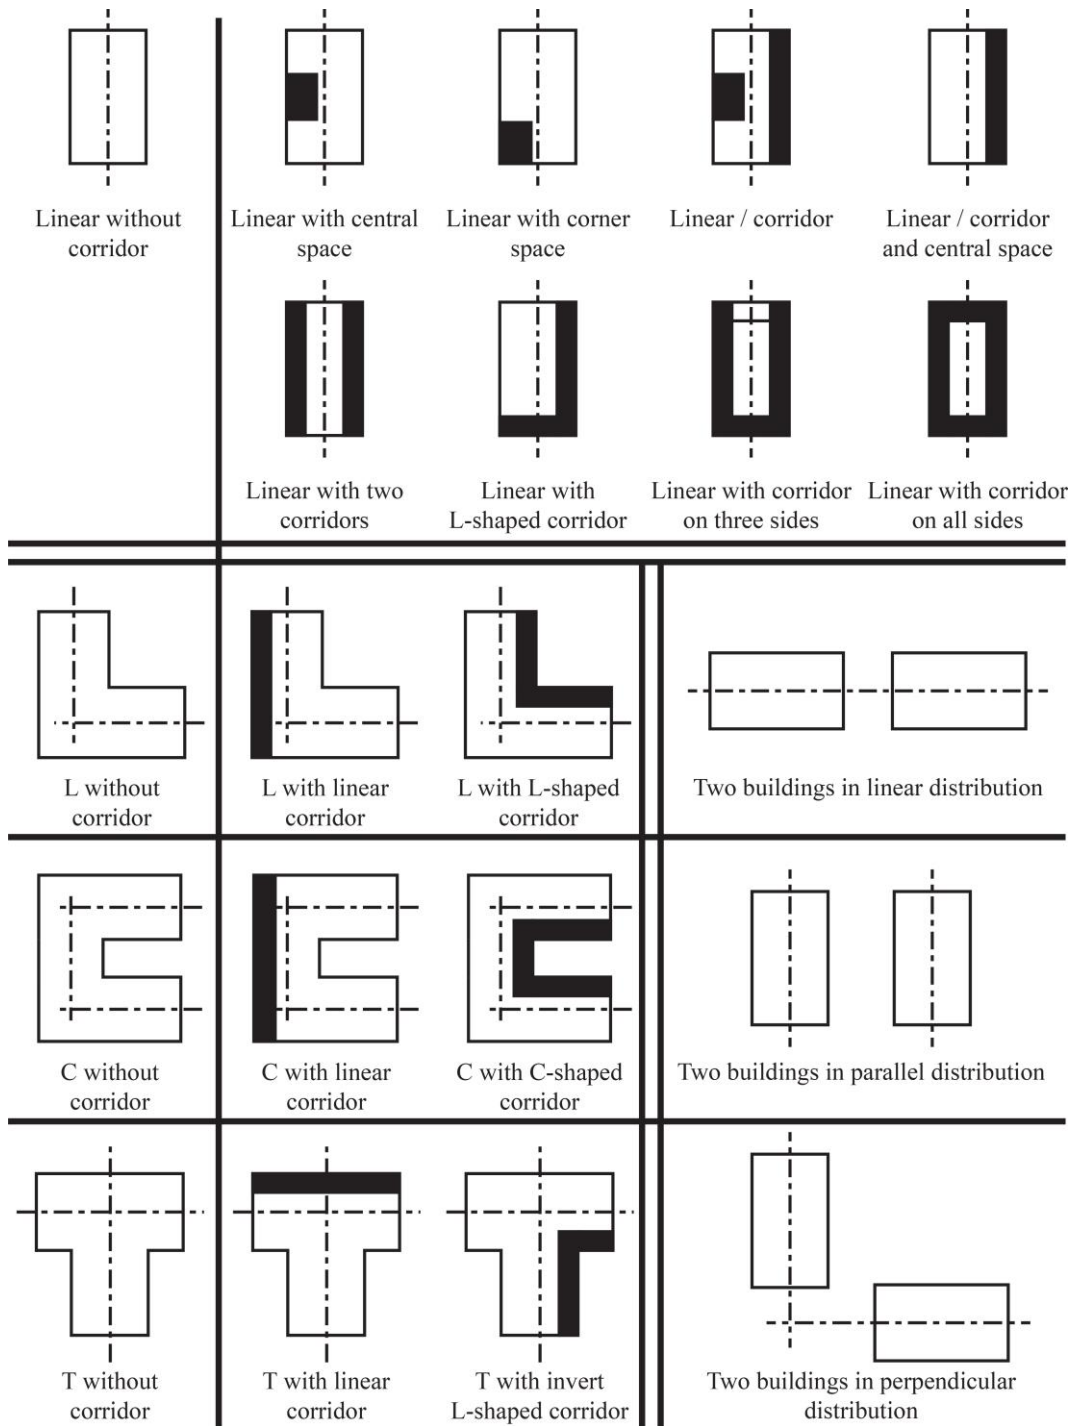 Linear without
corridor
Linear with central
space
Linear with corner
space
Linear / corridor
Linear / corridor
and central space
Linear with two
corridors
Linear with
L-shaped corridor
Linear with corridor
on three sides
Linear with corridor
on all sides
L without
corridor
L with linear
corridor
L with L-shaped
corridor
Two buildings in linear distribution
C without
corridor
C with linear
corridor
C with C-shaped
corridor
Two buildings in parallel distribution
T without
corridor
T with linear
corridor
T with invert
L-shaped corridor
Two buildings in perpendicular
distribution